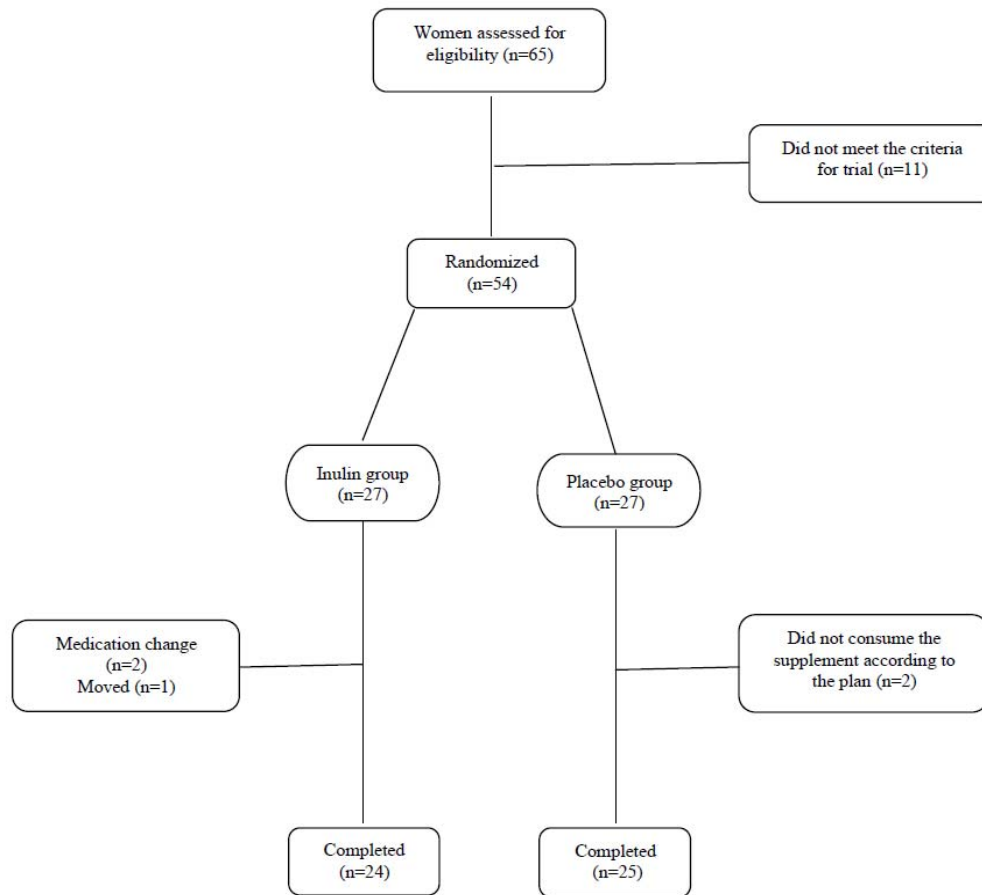 Women assessed for
eligibility (n=65)
Did not meet the criteria
for trial (n=11)
Randomized
(n=54)
Inulin group
(n=27)
Placebo group
(n=27)
Medication change
(n=2)
Moved (n=1)
Did not consume the
supplement according to
the plan (n=2)
Completed
(n=24)
Completed
(n=25)